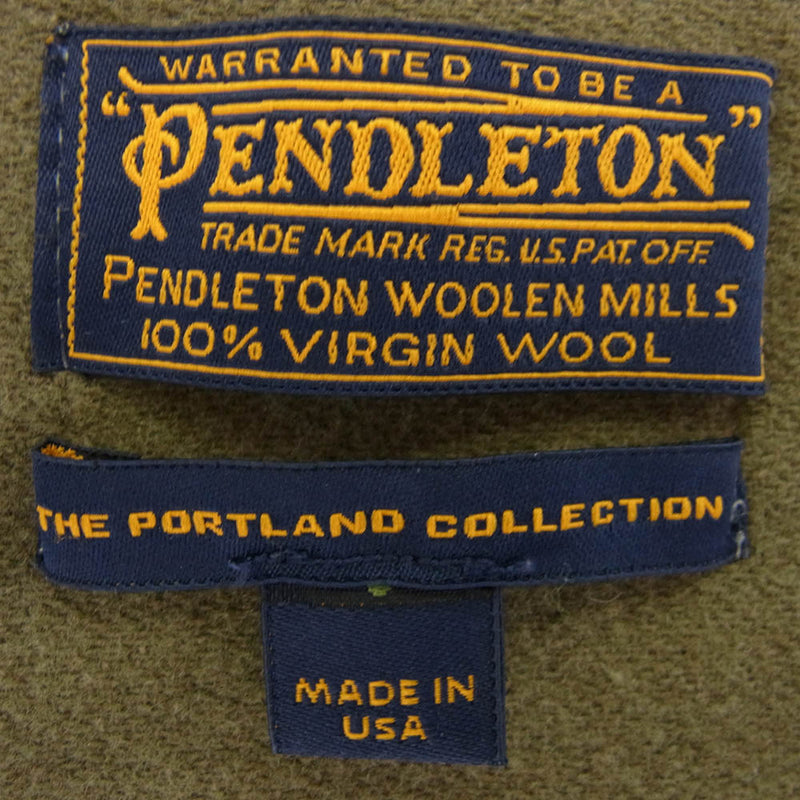 WARRANTED TO BE A
"PENDLETON"
TRADE MARK REG. U.S. PAT. OFF.
PENDLETON WOOLEN MILLS
100% VIRGIN WOOL
THE PORTLAND COLLECTION
MADE IN
USA